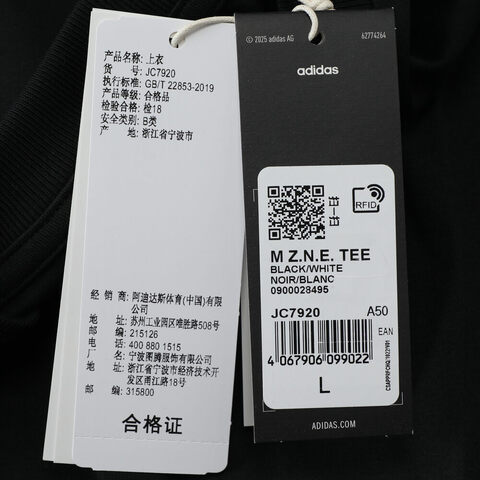 产品名称: 上衣
货 号: JC7920
执行标准: GB/T 22853-2019
产品等级: 合格品
检验合格: 检18
安全类别: B类
产 地: 浙江省宁波市
经 销 商: 阿迪达斯体育(中国)有限公司
地 址: 苏州工业园区唯胜路508号
邮 编: 215126
电 话: 400 880 1515
厂 名: 宁波图腾服饰有限公司
地 址: 浙江省宁波市经济技术开发区甬江路18号
邮 编: 315800
合格证
© 2025 adidas AG
62774264
adidas
RFID
M Z.N.E. TEE
BLACK/WHITE
NOIR/BLANC
0900028495
JC7920 A50
EAN
4 067906 099022
L
ADIDAS.COM